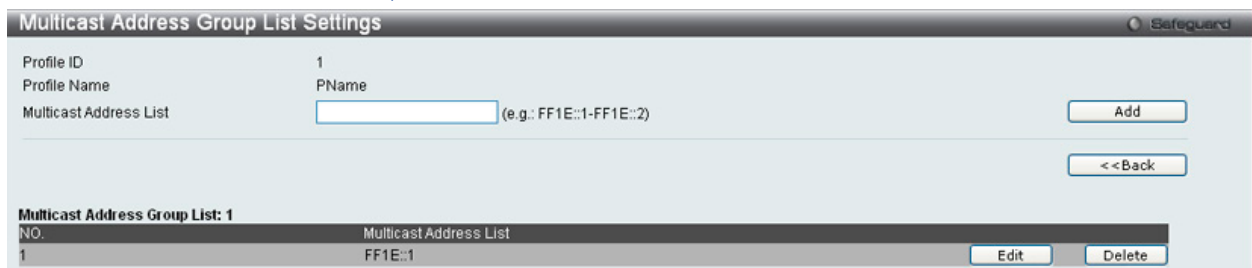 Multicast Address Group List Settings
Safeguard
Profile ID 1
Profile Name PName
Multicast Address List (e.g.: FF1E::1-FF1E::2) Add
<<Back
Multicast Address Group List: 1
NO. Multicast Address List
1 FF1E::1 Edit Delete